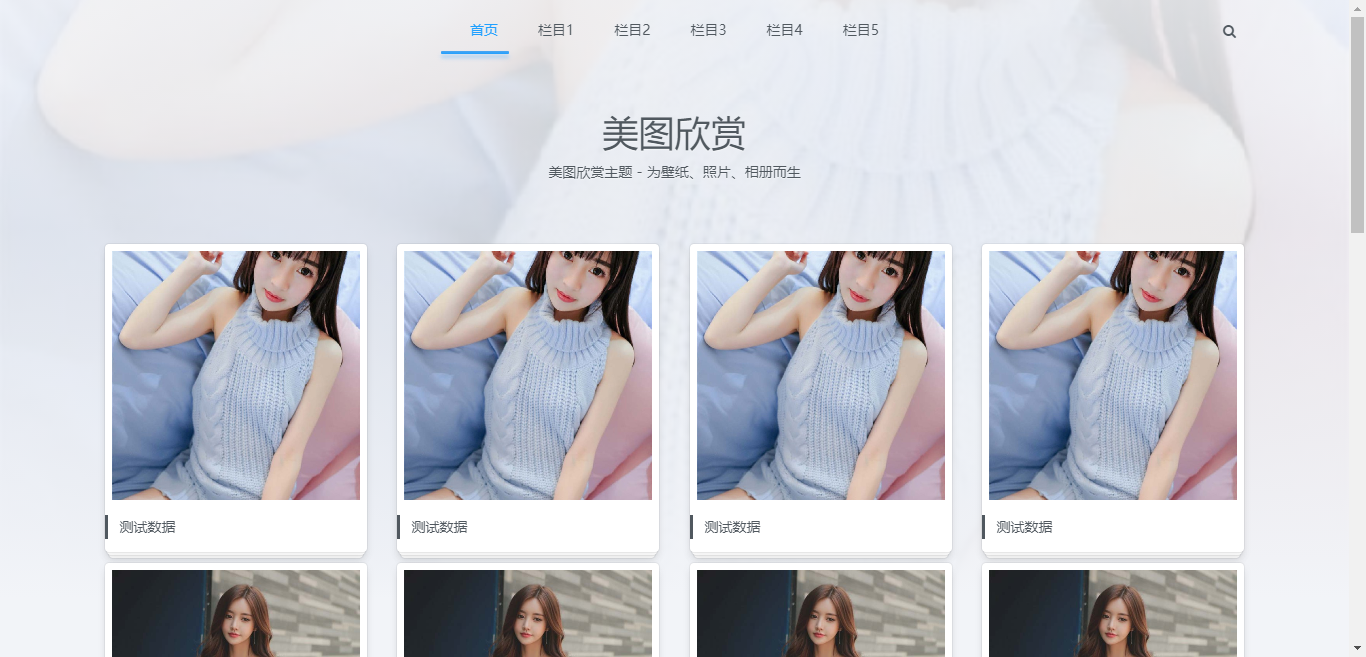 首页 栏目1 栏目2 栏目3 栏目4 栏目5
美图欣赏
美图欣赏主题 - 为壁纸、照片、相册而生
测试数据 测试数据 测试数据 测试数据